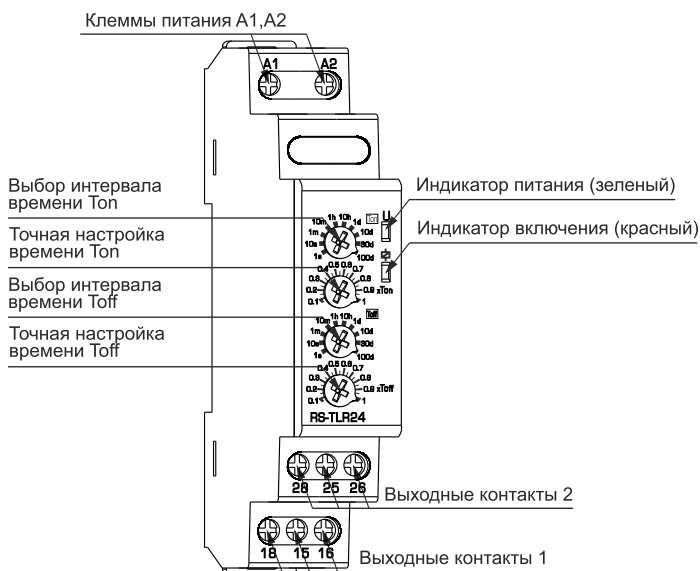 Клеммы питания A1,A2
A1 A2
Выбор интервала
времени Ton
Точная настройка
времени Ton
Выбор интервала
времени Toff
Точная настройка
времени Toff
Индикатор питания (зеленый)
Индикатор включения (красный)
Ton U
1s 10s 1m 10m 1h 10h 1d 10d 30d 100d
0.1 0.2 0.3 0.4 0.5 0.6 0.7 0.8 0.9 1 xTon
Toff
1s 10s 1m 10m 1h 10h 1d 10d 30d 100d
0.1 0.2 0.3 0.4 0.5 0.6 0.7 0.8 0.9 1 xToff
RS-TLR24
28 25 26
Выходные контакты 2
18 15 16
Выходные контакты 1